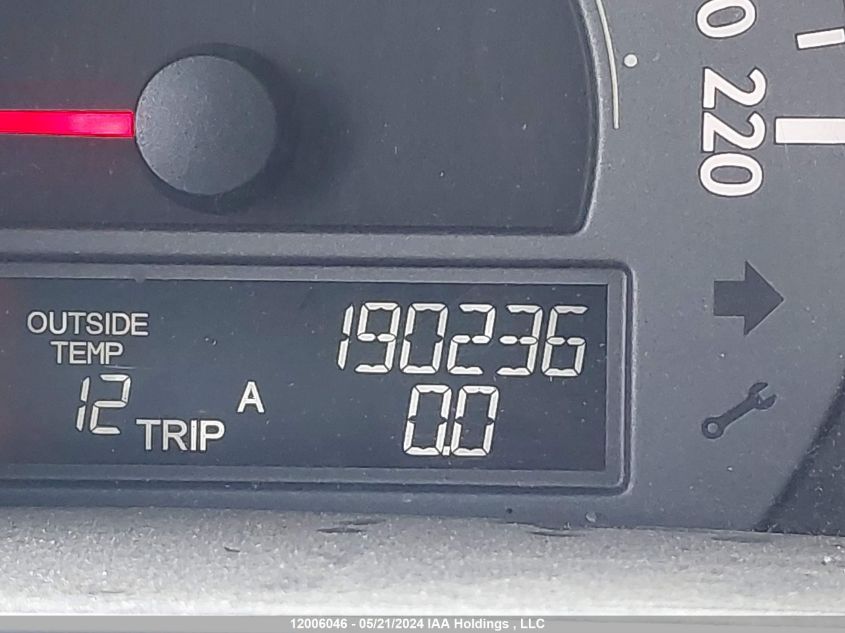 0
220
OUTSIDE
TEMP
12
TRIP A
190236
0.0
12006046 - 05/21/2024 IAA Holdings , LLC